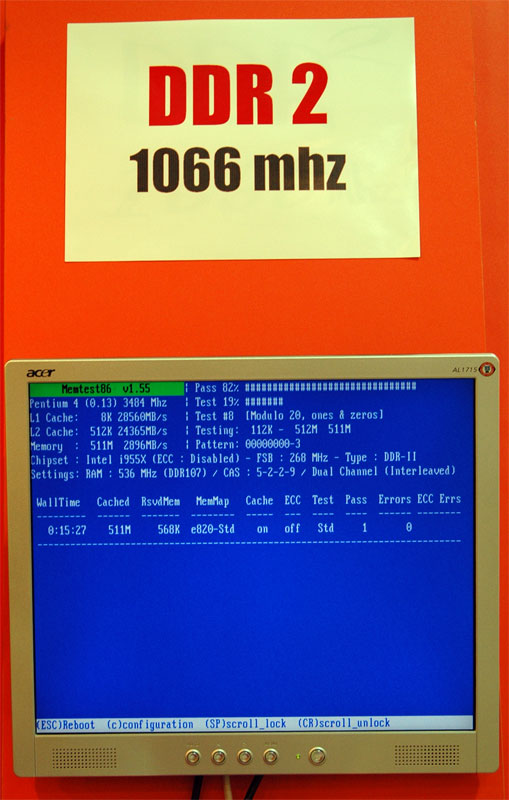 DDR 2
1066 mhz
acer
AL1715
Memtest86 v1.55 | Pass 82% ##################################
Pentium 4 (0.13) 3484 Mhz | Test 19% #######
L1 Cache: 8K 28560MB/s | Test #8 [Modulo 20, ones & zeros]
L2 Cache: 512K 24365MB/s | Testing: 112K - 512M 511M
Memory : 511M 2896MB/s | Pattern: 00000000-3
Chipset : Intel i955X (ECC : Disabled) - FSB : 268 MHz - Type : DDR-II
Settings: RAM : 536 MHz (DDR107) / CAS : 5-2-2-9 / Dual Channel (Interleaved)
WallTime Cached RsvdMem MemMap Cache ECC Test Pass Errors ECC Errs
-------- ------ ------- -------- ----- --- ---- ---- ------ --------
0:15:27 511M 568K e820-Std on off Std 1 0
(ESC)Reboot (c)configuration (SP)scroll_lock (CR)scroll_unlock